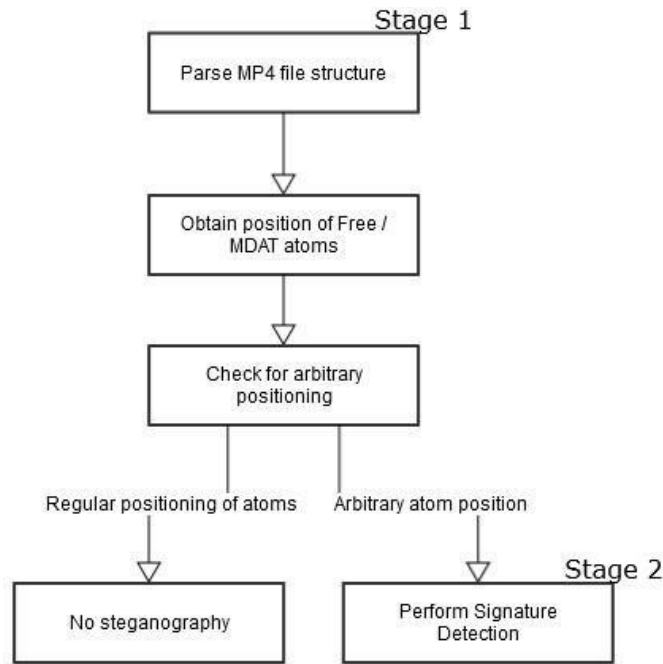 Stage 1
Parse MP4 file structure
Obtain position of Free /
MDAT atoms
Check for arbitrary
positioning
Regular positioning of atoms
Arbitrary atom position
Stage 2
No steganography
Perform Signature
Detection